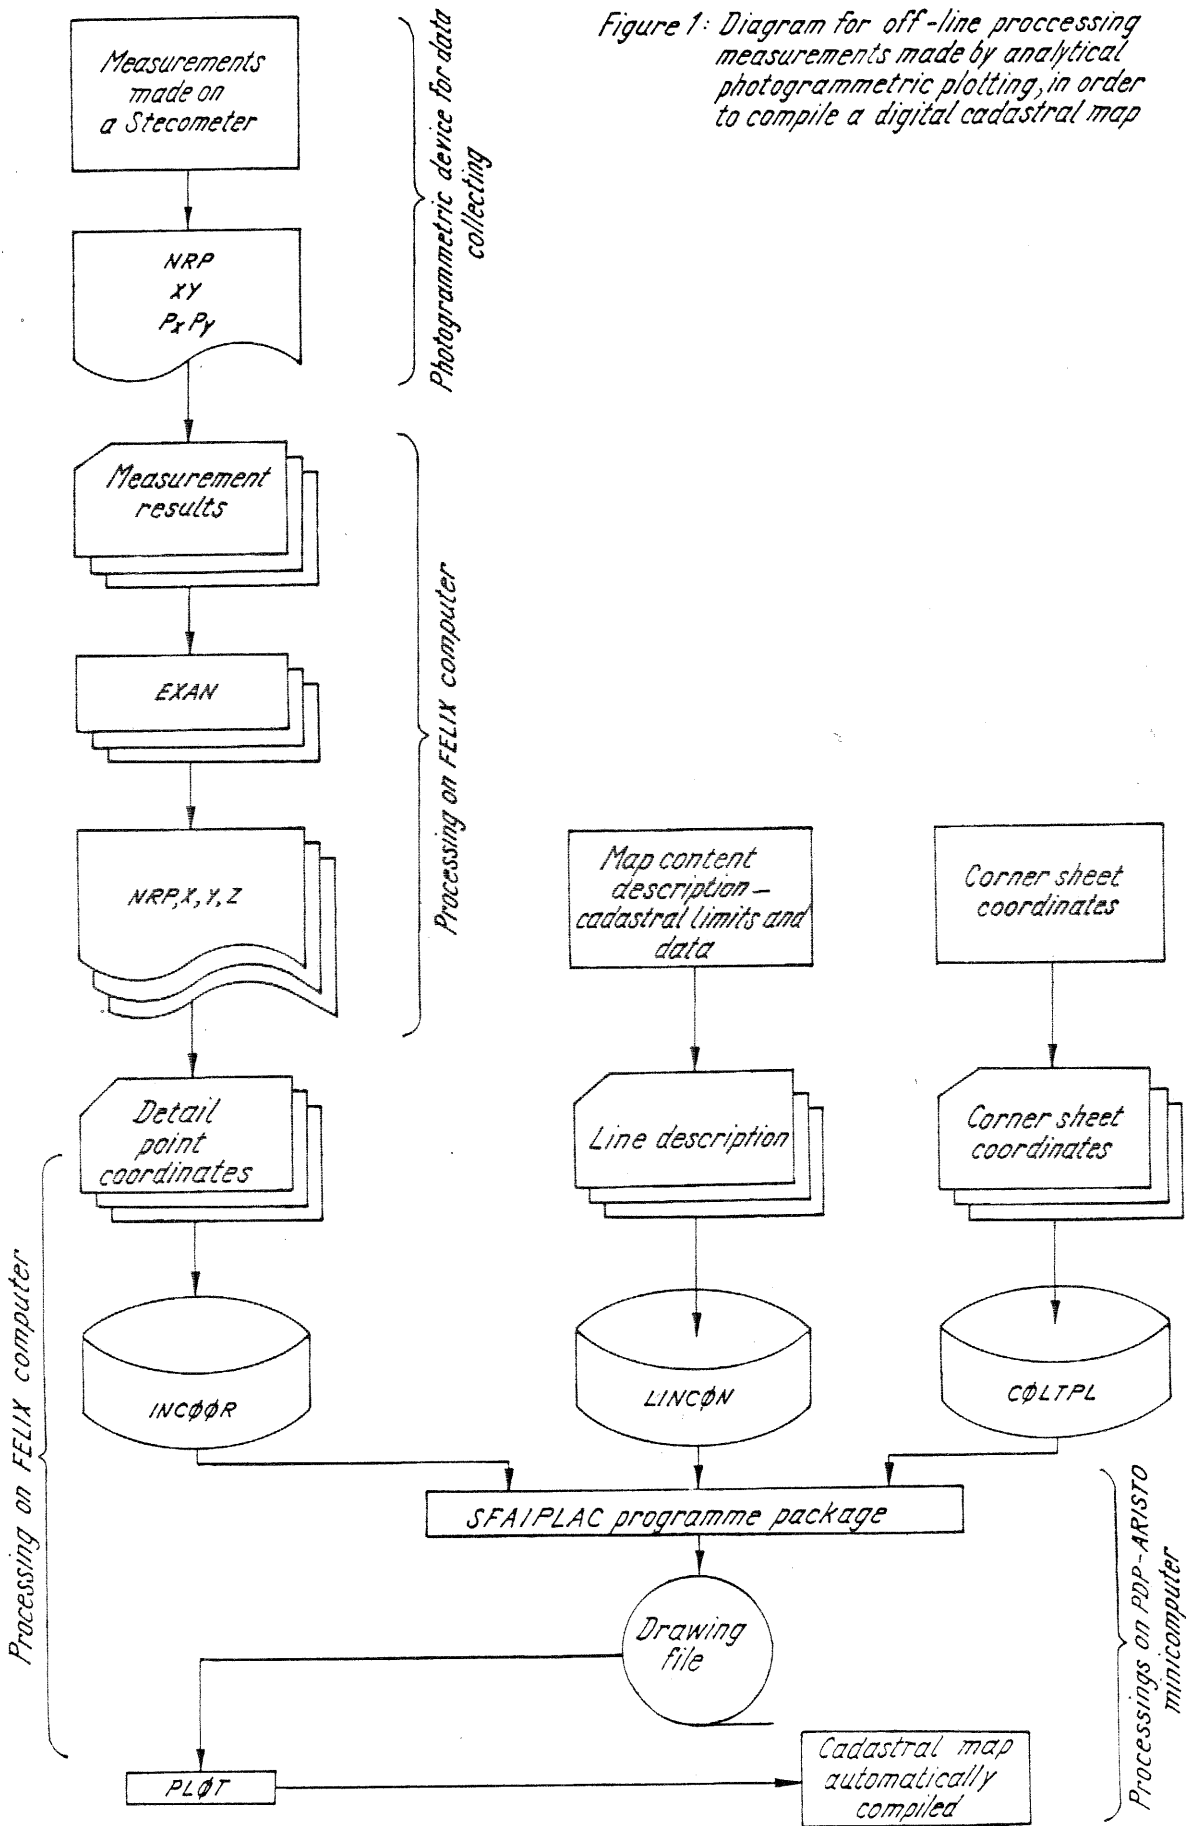 Figure 1: Diagram for off-line proccessing
measurements made by analytical
photogrammetric plotting, in order
to compile a digital cadastral map
Measurements
made on
a Stecometer
NRP
XY
Px Py
Photogrammetric device for data
collecting
Measurement
results
EXAN
NRP, X, Y, Z
Processing on FELIX computer
Map content
description –
cadastral limits and
data
Corner sheet
coordinates
Detail
point
coordinates
Line description
Corner sheet
coordinates
INCØØR
LINCØN
CØLTPL
SFAIPLAC programme package
Drawing
file
PLØT
Cadastral map
automatically
compiled
Processing on FELIX computer
Processings on PDP-ARISTO
minicomputer